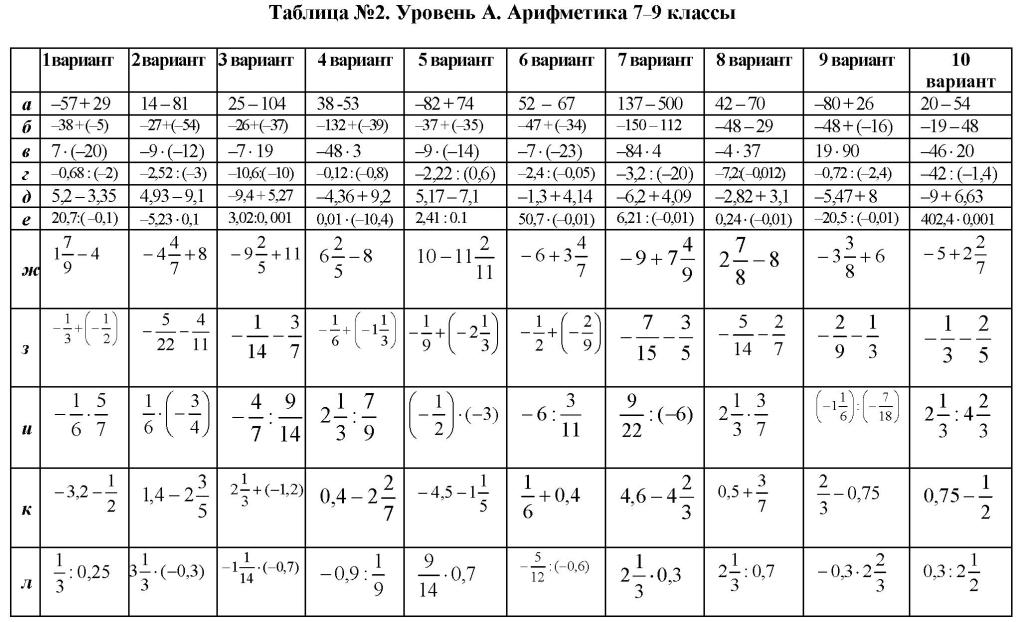 Таблица №2. Уровень А. Арифметика 7–9 классы
1 вариант 2 вариант 3 вариант 4 вариант 5 вариант 6 вариант 7 вариант 8 вариант 9 вариант 10 вариант
а –57 + 29 14 – 81 25 – 104 38 -53 –82 + 74 52 – 67 137 – 500 42 – 70 –80 + 26 20 – 54
б –38 + (–5) –27+(–54) –26+(–37) –132 + (–39) –37 + (–35) –47 + (–34) –150 – 112 –48 – 29 –48 + (–16) –19 – 48
в 7 · (–20) –9 · (–12) –7 · 19 –48 · 3 –9 · (–14) –7 · (–23) –84 · 4 –4 · 37 19 · 90 –46 · 20
г –0,68 : (–2) –2,52 : (–3) –10,6:(–10) –0,12 : (–0,8) –2,22 : (0,6) –2,4 : (–0,05) –3,2 : (–20) –7,2:(–0,012) –0,72 : (–2,4) –42 : (–1,4)
д 5,2 – 3,35 4,93 – 9,1 –9,4 + 5,27 –4,36 + 9,2 5,17 – 7,1 –1,3 + 4,14 –6,2 + 4,09 –2,82 + 3,1 –5,47 + 8 –9 + 6,63
е 20,7:(–0,1) –5,23 · 0,1 3,02:0,001 0,01 · (–10,4) 2,41 : 0.1 50,7 · (–0,01) 6,21 : (–0,01) 0,24 · (–0,01) –20,5 : (–0,01) 402,4 · 0,001
ж 1 7/9 – 4 –4 4/7 + 8 –9 2/5 + 11 6 2/5 – 8 10 – 11 2/11 –6 + 3 4/7 –9 + 7 4/9 2 7/8 – 8 –3 3/8 + 6 –5 + 2 2/7
з –1/3 + (–1/2) –5/22 – 4/11 –1/14 – 3/7 –1/6 + (–1 1/3) –1/9 + (–2 1/3) –1/2 + (–2/9) –7/15 – 3/5 –5/14 – 2/7 –2/9 – 1/3 –1/3 – 2/5
и –1/6 · 5/7 1/6 · (–3/4) –4/7 : 9/14 2 1/3 : 7/9 (–1/2) · (–3) –6 : 3/11 9/22 : (–6) 2 1/3 · 3/7 (–1 1/6) : (–7/18) 2 1/3 : 4 2/3
к –3,2 – 1/2 1,4 – 2 3/5 2 1/3 + (–1,2) 0,4 – 2 2/7 –4,5 – 1 1/5 1/6 + 0,4 4,6 – 4 2/3 0,5 + 3/7 2/3 – 0,75 0,75 – 1/2
л 1/3 : 0,25 3 1/3 · (–0,3) –1 1/14 · (–0,7) –0,9 : 1/9 9/14 · 0,7 –5/12 : (–0,6) 2 1/3 · 0,3 2 1/3 : 0,7 –0,3 · 2 2/3 0,3 : 2 1/2